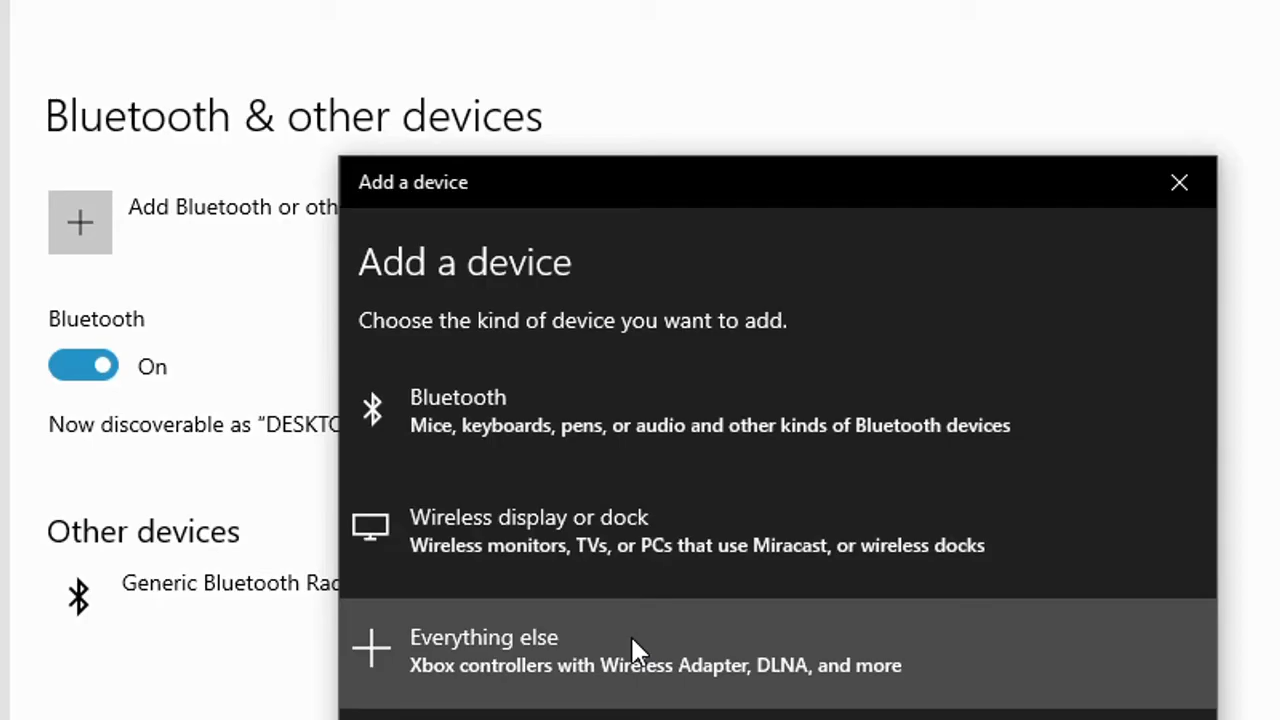 Bluetooth & other devices
Add Bluetooth or oth
Bluetooth
On
Now discoverable as “DESKTO
Other devices
Generic Bluetooth Rad
Add a device
Add a device
Choose the kind of device you want to add.
Bluetooth
Mice, keyboards, pens, or audio and other kinds of Bluetooth devices
Wireless display or dock
Wireless monitors, TVs, or PCs that use Miracast, or wireless docks
Everything else
Xbox controllers with Wireless Adapter, DLNA, and more